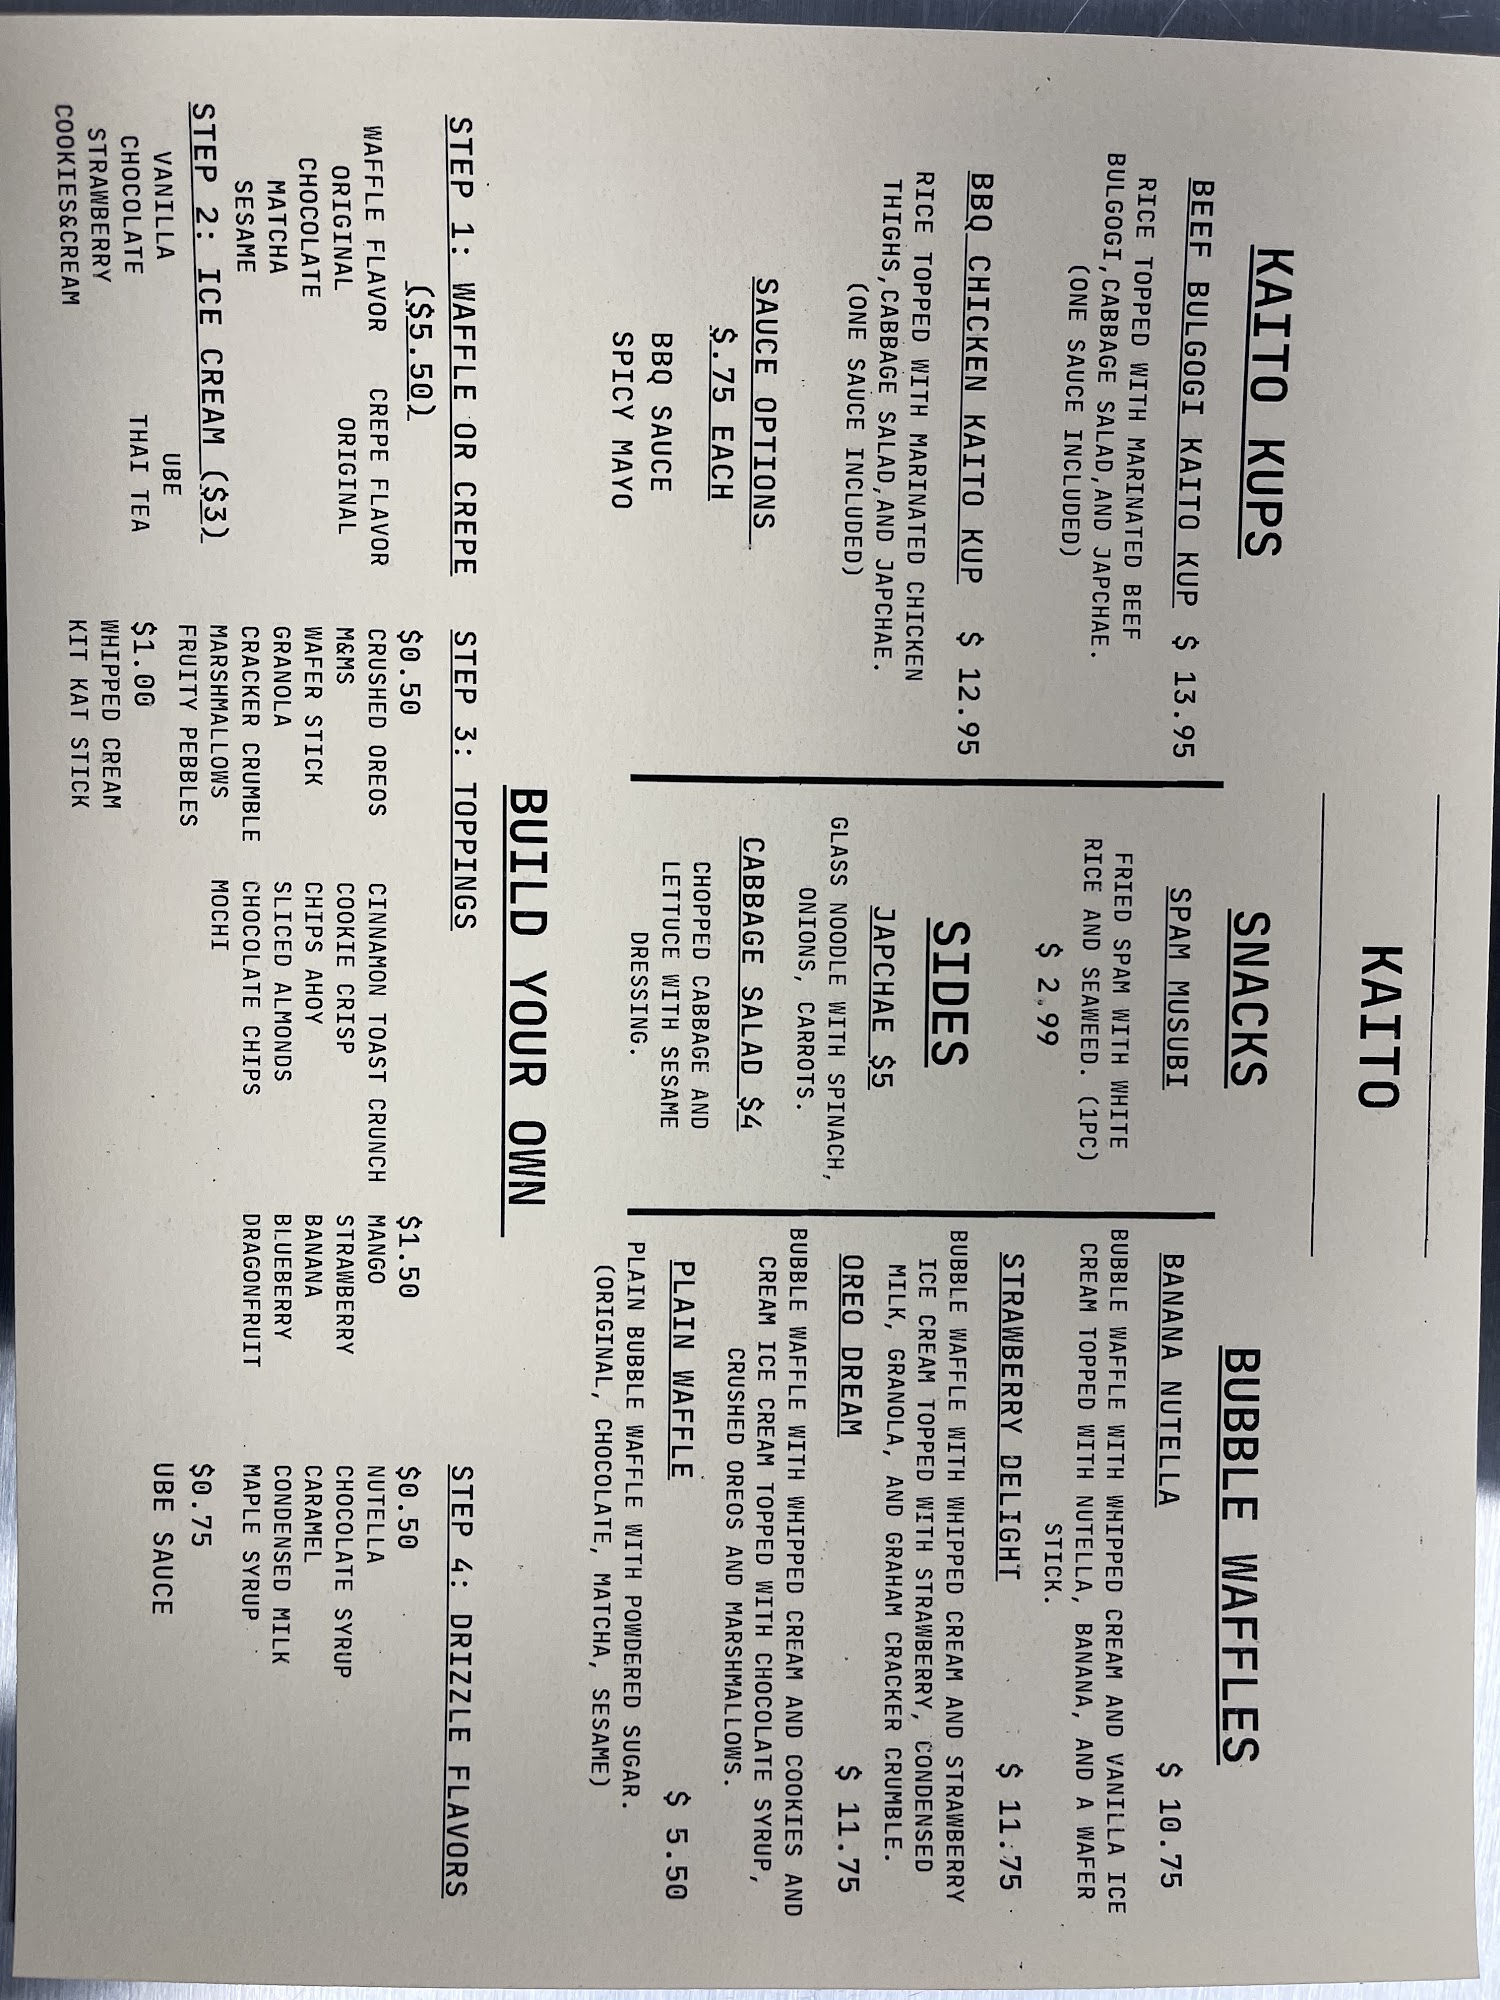 KAITO
KAITO KUPS
BEEF BULGOGI KAITO KUP $ 13.95
RICE TOPPED WITH MARINATED BEEF
BULGOGI,CABBAGE SALAD,AND JAPCHAE.
(ONE SAUCE INCLUDED)
BBQ CHICKEN KAITO KUP $ 12.95
RICE TOPPED WITH MARINATED CHICKEN
THIGHS,CABBAGE SALAD,AND JAPCHAE.
(ONE SAUCE INCLUDED)
SAUCE OPTIONS
$.75 EACH
BBQ SAUCE
SPICY MAYO
SNACKS
SPAM MUSUBI
FRIED SPAM WITH WHITE
RICE AND SEAWEED. (1PC)
$ 2.99
SIDES
JAPCHAE $5
GLASS NOODLE WITH SPINACH,
ONIONS, CARROTS.
CABBAGE SALAD $4
CHOPPED CABBAGE AND
LETTUCE WITH SESAME
DRESSING.
BUBBLE WAFFLES
BANANA NUTELLA $ 10.75
BUBBLE WAFFLE WITH WHIPPED CREAM AND VANILLA ICE
CREAM TOPPED WITH NUTELLA, BANANA, AND A WAFER
STICK.
STRAWBERRY DELIGHT $ 11.75
BUBBLE WAFFLE WITH WHIPPED CREAM AND STRAWBERRY
ICE CREAM TOPPED WITH STRAWBERRY, CONDENSED
MILK, GRANOLA, AND GRAHAM CRACKER CRUMBLE.
OREO DREAM $ 11.75
BUBBLE WAFFLE WITH WHIPPED CREAM AND COOKIES AND
CREAM ICE CREAM TOPPED WITH CHOCOLATE SYRUP,
CRUSHED OREOS AND MARSHMALLOWS.
PLAIN WAFFLE $ 5.50
PLAIN BUBBLE WAFFLE WITH POWDERED SUGAR.
(ORIGINAL, CHOCOLATE, MATCHA, SESAME)
BUILD YOUR OWN
STEP 1: WAFFLE OR CREPE
($5.50)
WAFFLE FLAVOR CREPE FLAVOR
ORIGINAL ORIGINAL
CHOCOLATE
MATCHA
SESAME
STEP 2: ICE CREAM ($3)
VANILLA UBE
CHOCOLATE THAI TEA
STRAWBERRY
COOKIES&CREAM
STEP 3: TOPPINGS
$0.50
CRUSHED OREOS CINNAMON TOAST CRUNCH
M&MS COOKIE CRISP
WAFER STICK CHIPS AHOY
GRANOLA SLICED ALMONDS
CRACKER CRUMBLE CHOCOLATE CHIPS
MARSHMALLOWS MOCHI
FRUITY PEBBLES
$1.00
WHIPPED CREAM
KIT KAT STICK
$1.50
MANGO
STRAWBERRY
BANANA
BLUEBERRY
DRAGONFRUIT
STEP 4: DRIZZLE FLAVORS
$0.50
NUTELLA
CHOCOLATE SYRUP
CARAMEL
CONDENSED MILK
MAPLE SYRUP
$0.75
UBE SAUCE